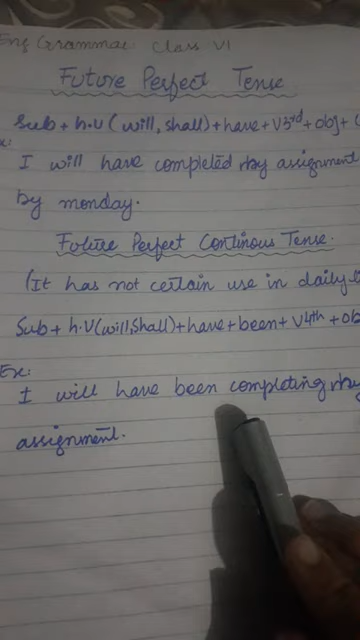 Eng Grammar Class VI
Future Perfect Tense
Sub + h.v ( will, shall) + have + V3rd + obj + (
I will have completed my assignment
by monday.
Future Perfect Continous Tense.
(It has not certain use in daily
Sub + h.v(will, shall) + have + been + V4th + ob
Ex:
I will have been completing my
assignment.